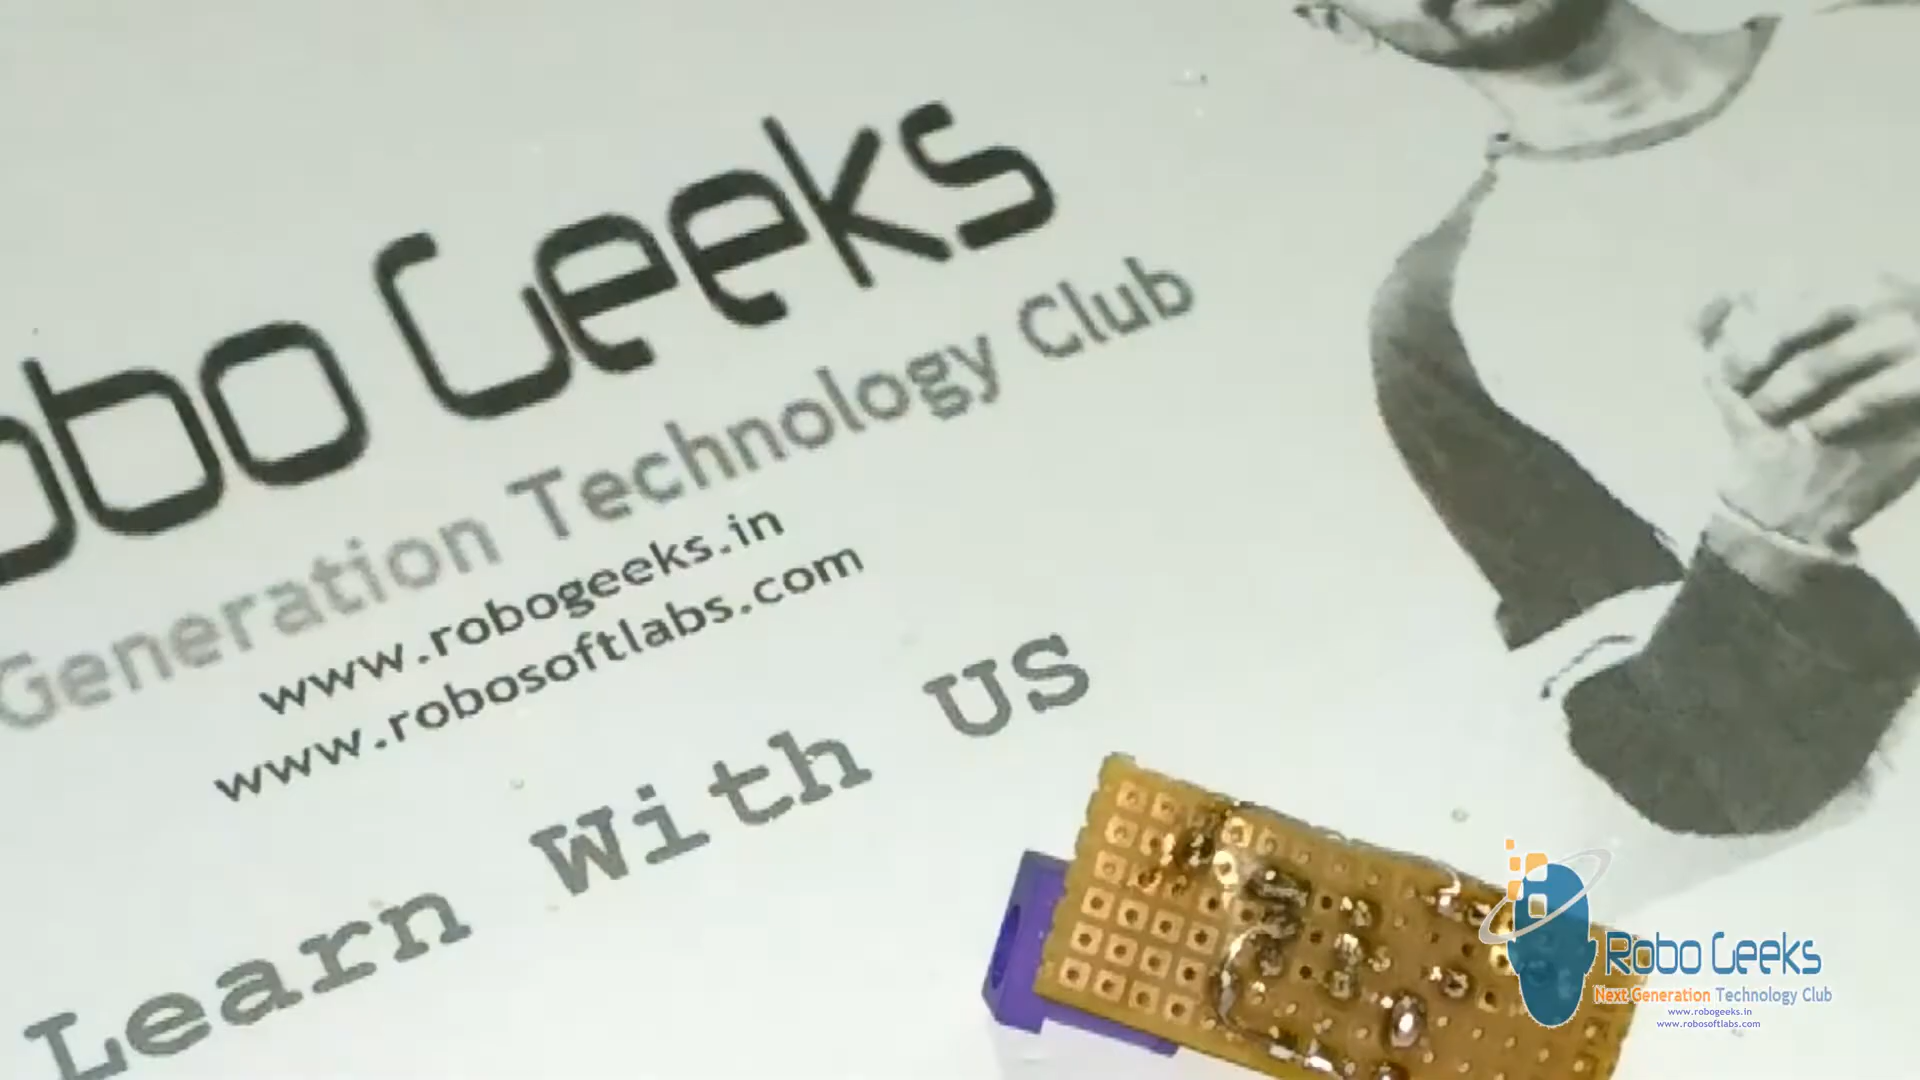 obo Geeks
Generation Technology Club
www.robogeeks.in
www.robosoftlabs.com
Learn With US
Robo Geeks
Next Generation Technology Club
www.robogeeks.in
www.robosoftlabs.com